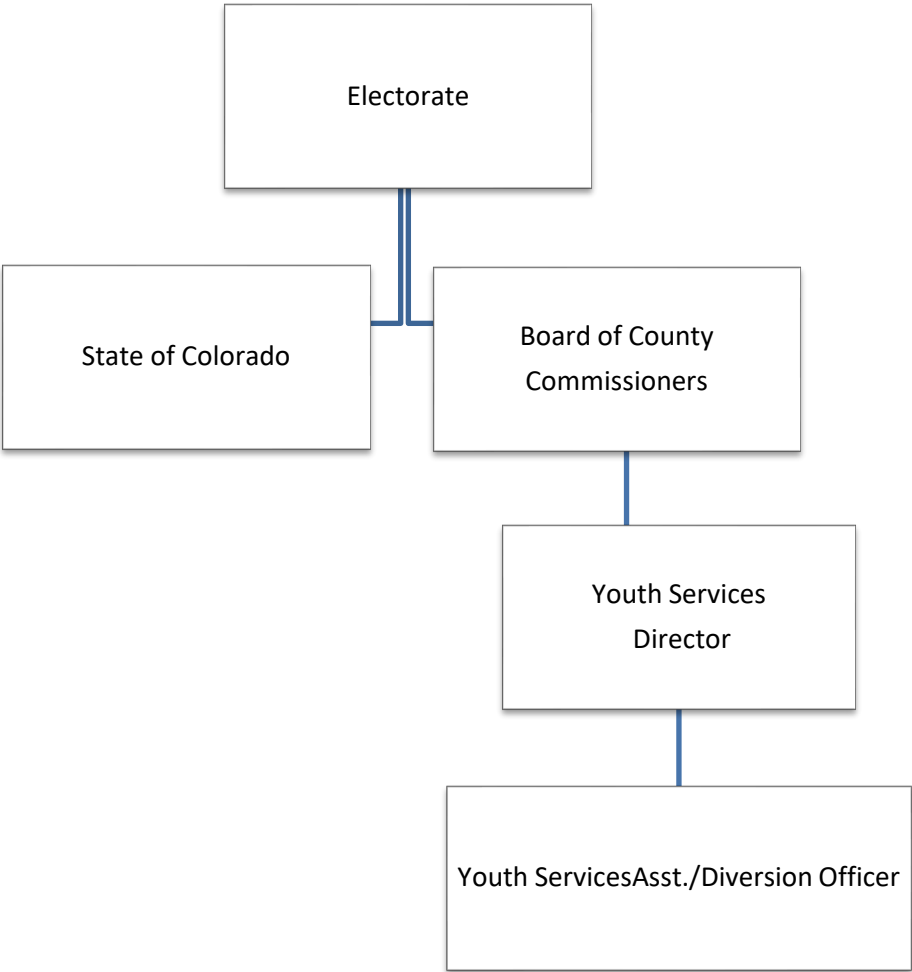 Electorate
State of Colorado
Board of County
Commissioners
Youth Services
Director
Youth ServicesAsst./Diversion Officer